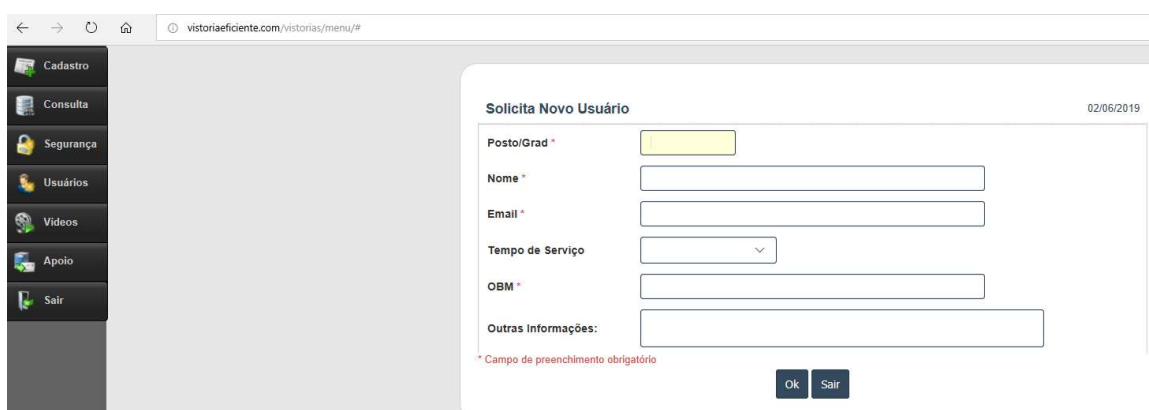 vistoriaeficiente.com/vistorias/menu/#
Cadastro
Consulta
Segurança
Usuários
Videos
Apoio
Sair
Solicita Novo Usuário 02/06/2019
Posto/Grad *
Nome *
Email *
Tempo de Serviço
OBM *
Outras Informações:
* Campo de preenchimento obrigatório
Ok Sair